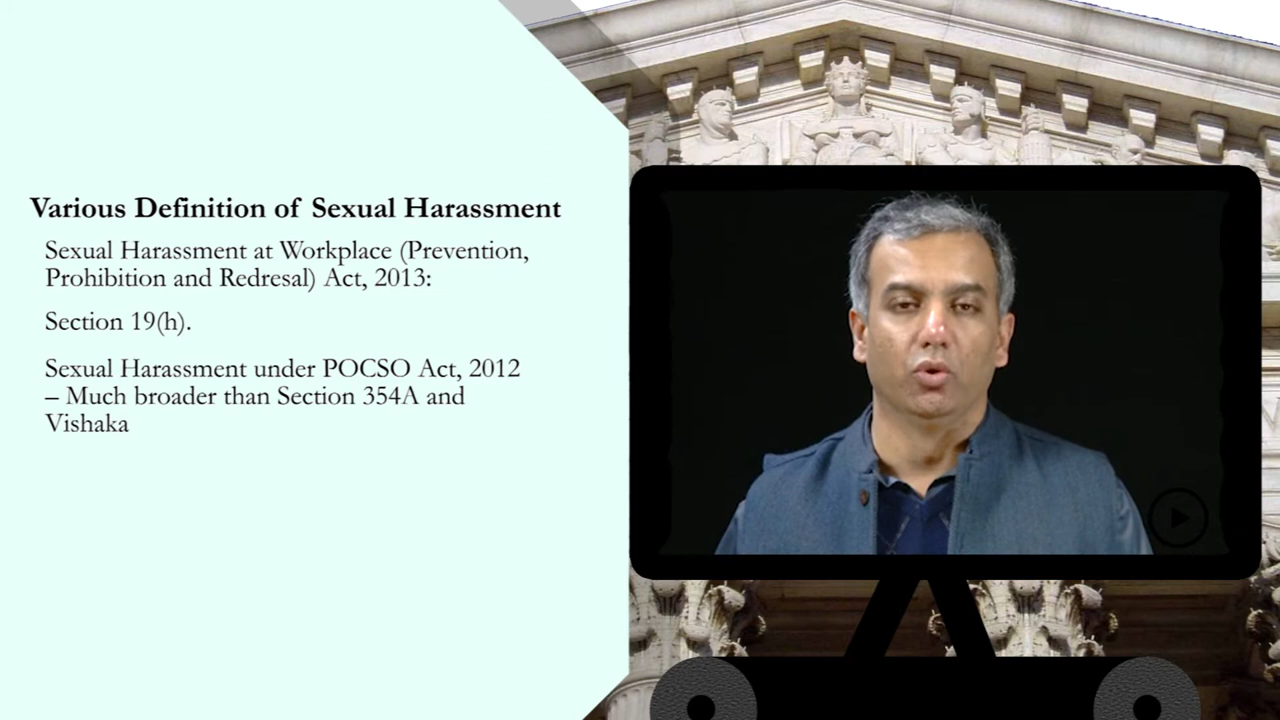 Various Definition of Sexual Harassment
Sexual Harassment at Workplace (Prevention,
Prohibition and Redresal) Act, 2013:
Section 19(h).
Sexual Harassment under POCSO Act, 2012
– Much broader than Section 354A and
Vishaka